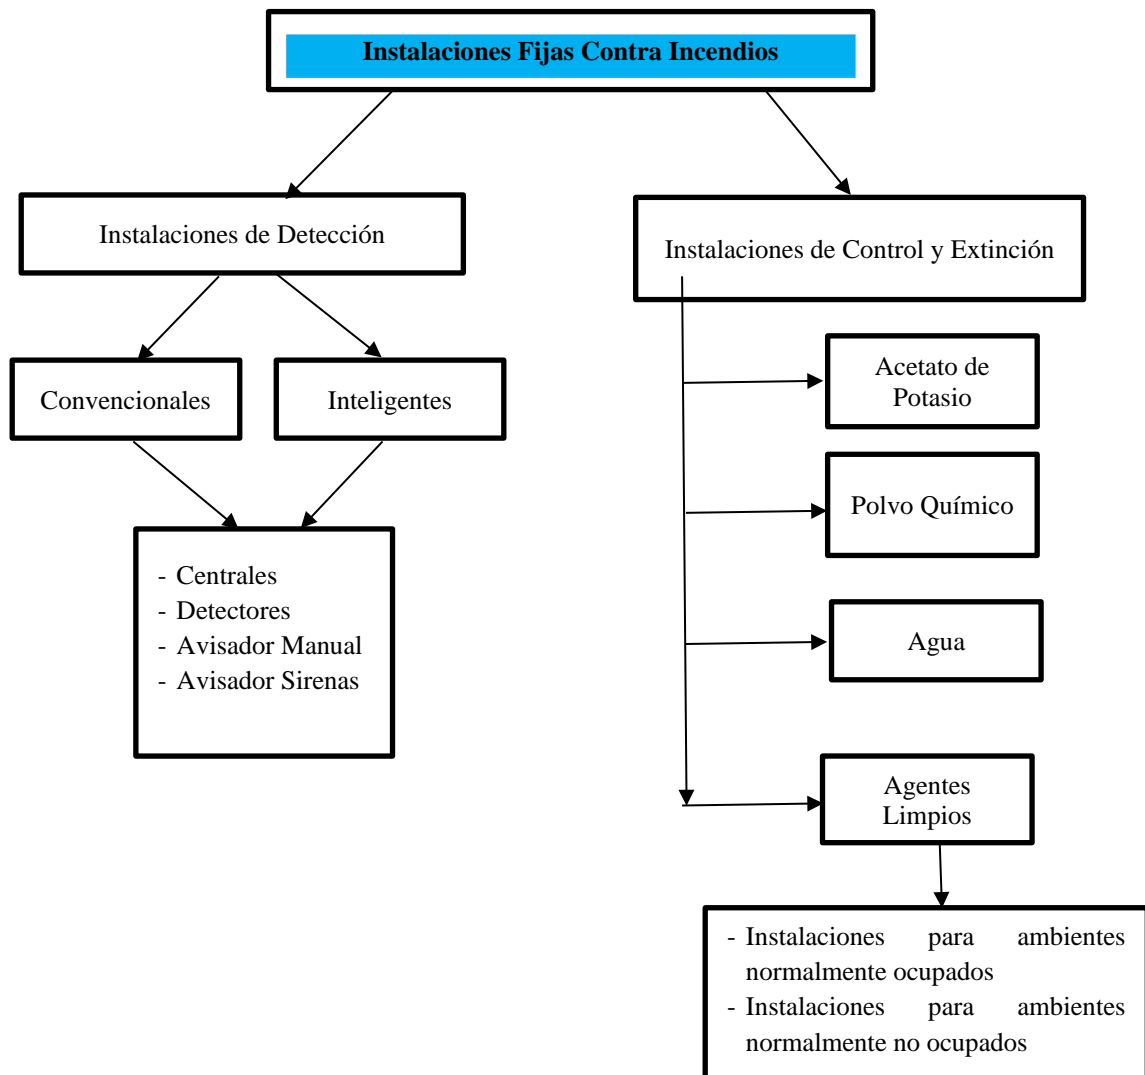 Instalaciones Fijas Contra Incendios
Instalaciones de Detección
Convencionales
Inteligentes
- Centrales
- Detectores
- Avisador Manual
- Avisador Sirenas
Instalaciones de Control y Extinción
Acetato de
Potasio
Polvo Químico
Agua
Agentes
Limpios
- Instalaciones para ambientes
normalmente ocupados
- Instalaciones para ambientes
normalmente no ocupados